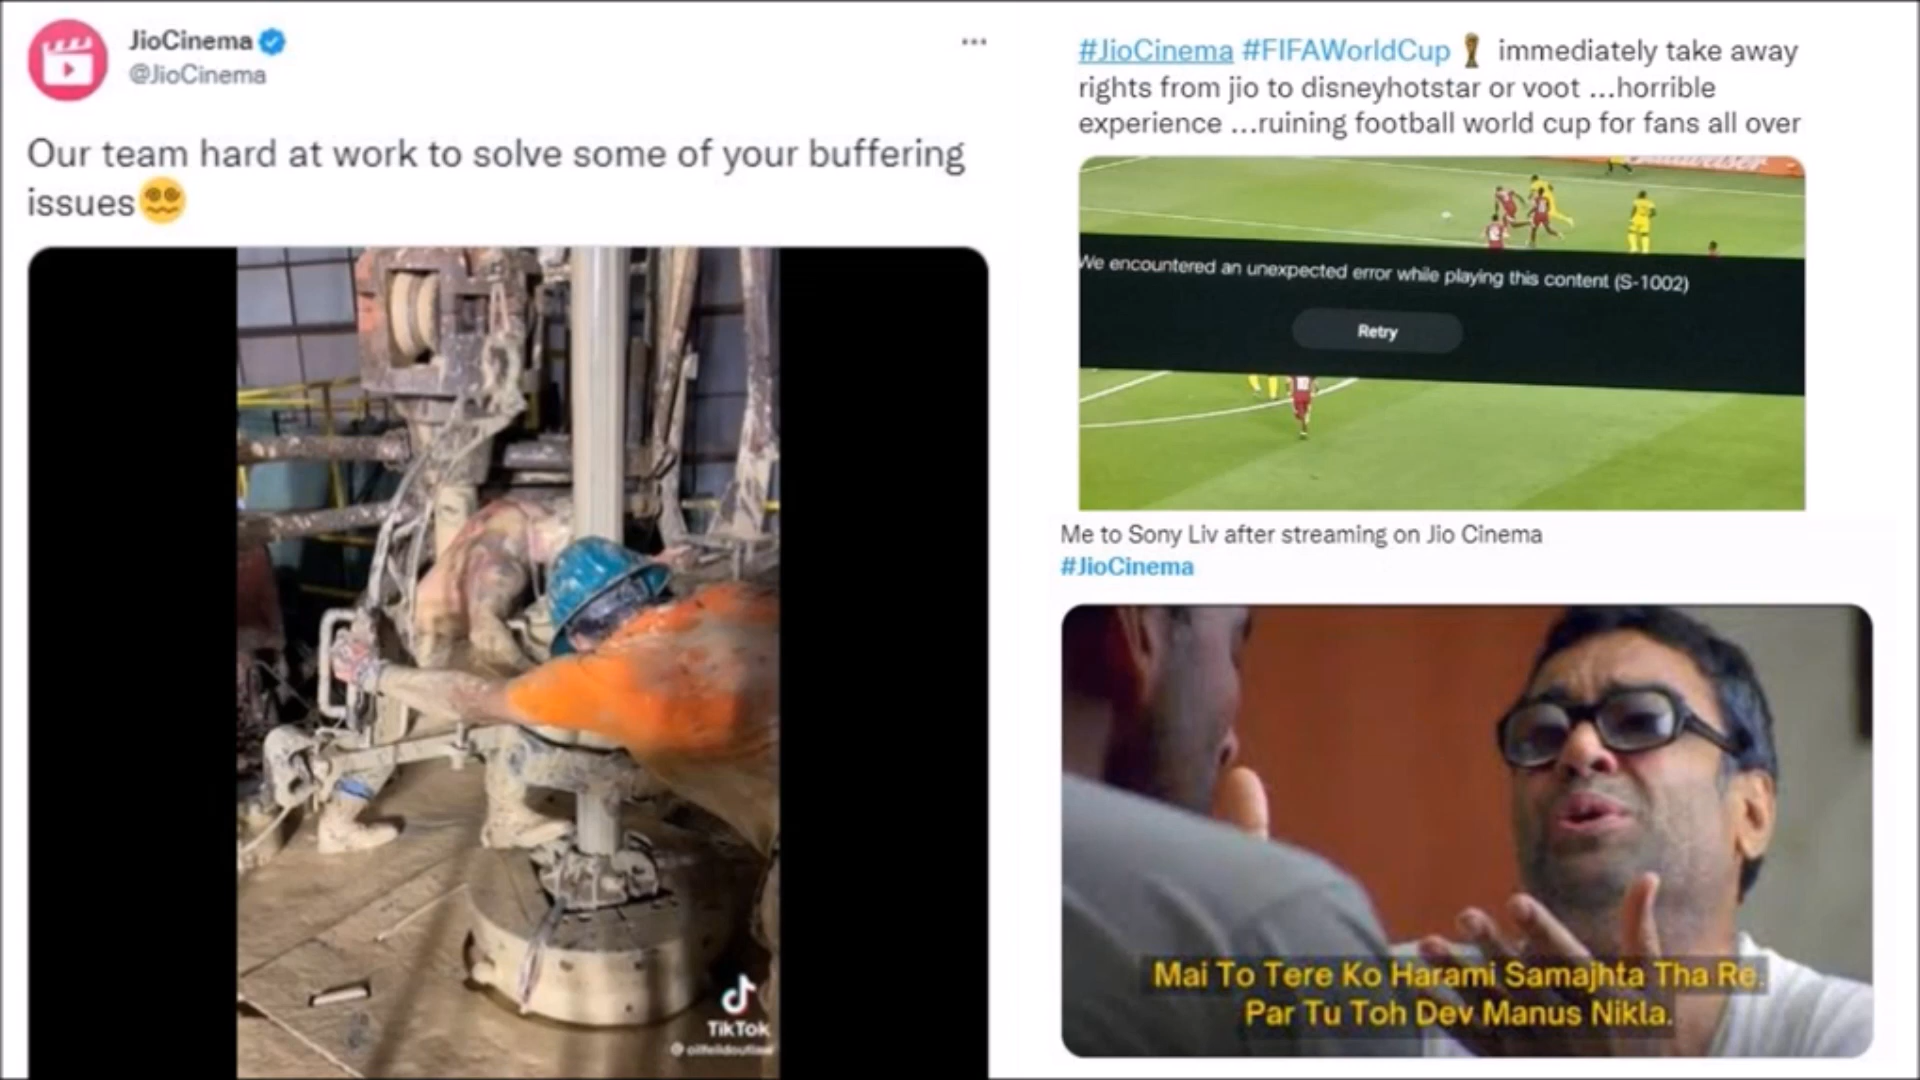 JioCinema
@JioCinema
Our team hard at work to solve some of your buffering
issues
TikTok
#JioCinema #FIFAWorldCup immediately take away
rights from jio to disneyhotstar or voot ...horrible
experience ...ruining football world cup for fans all over
Budweiser
We encountered an unexpected error while playing this content (S-1002)
Retry
Me to Sony Liv after streaming on Jio Cinema
#JioCinema
Mai To Tere Ko Harami Samajhta Tha Re.
Par Tu Toh Dev Manus Nikla.